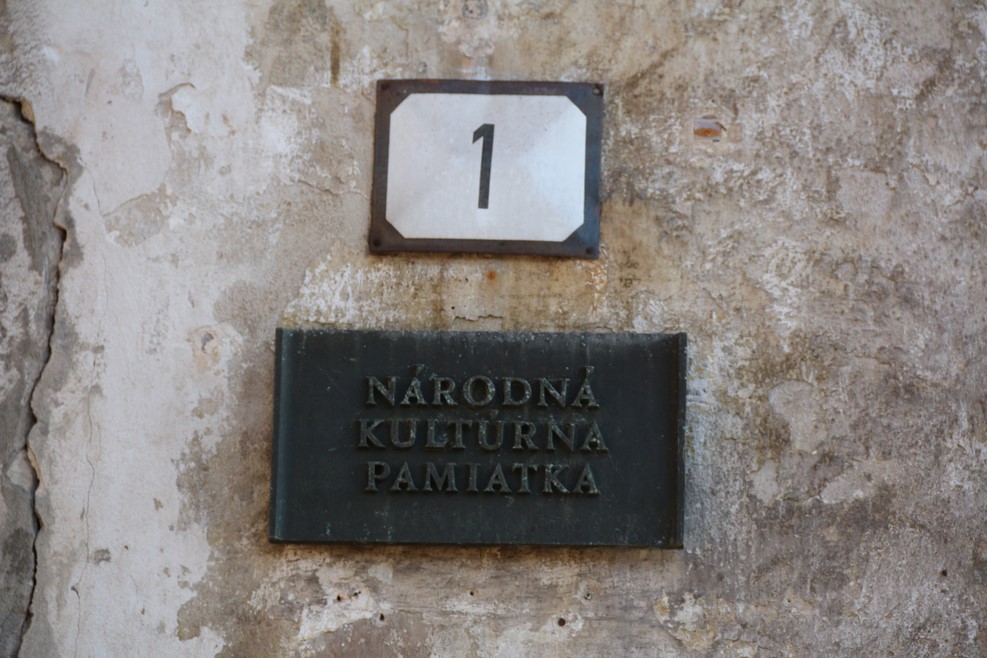 1
NÁRODNÁ
KULTÚRNA
PAMIATKA